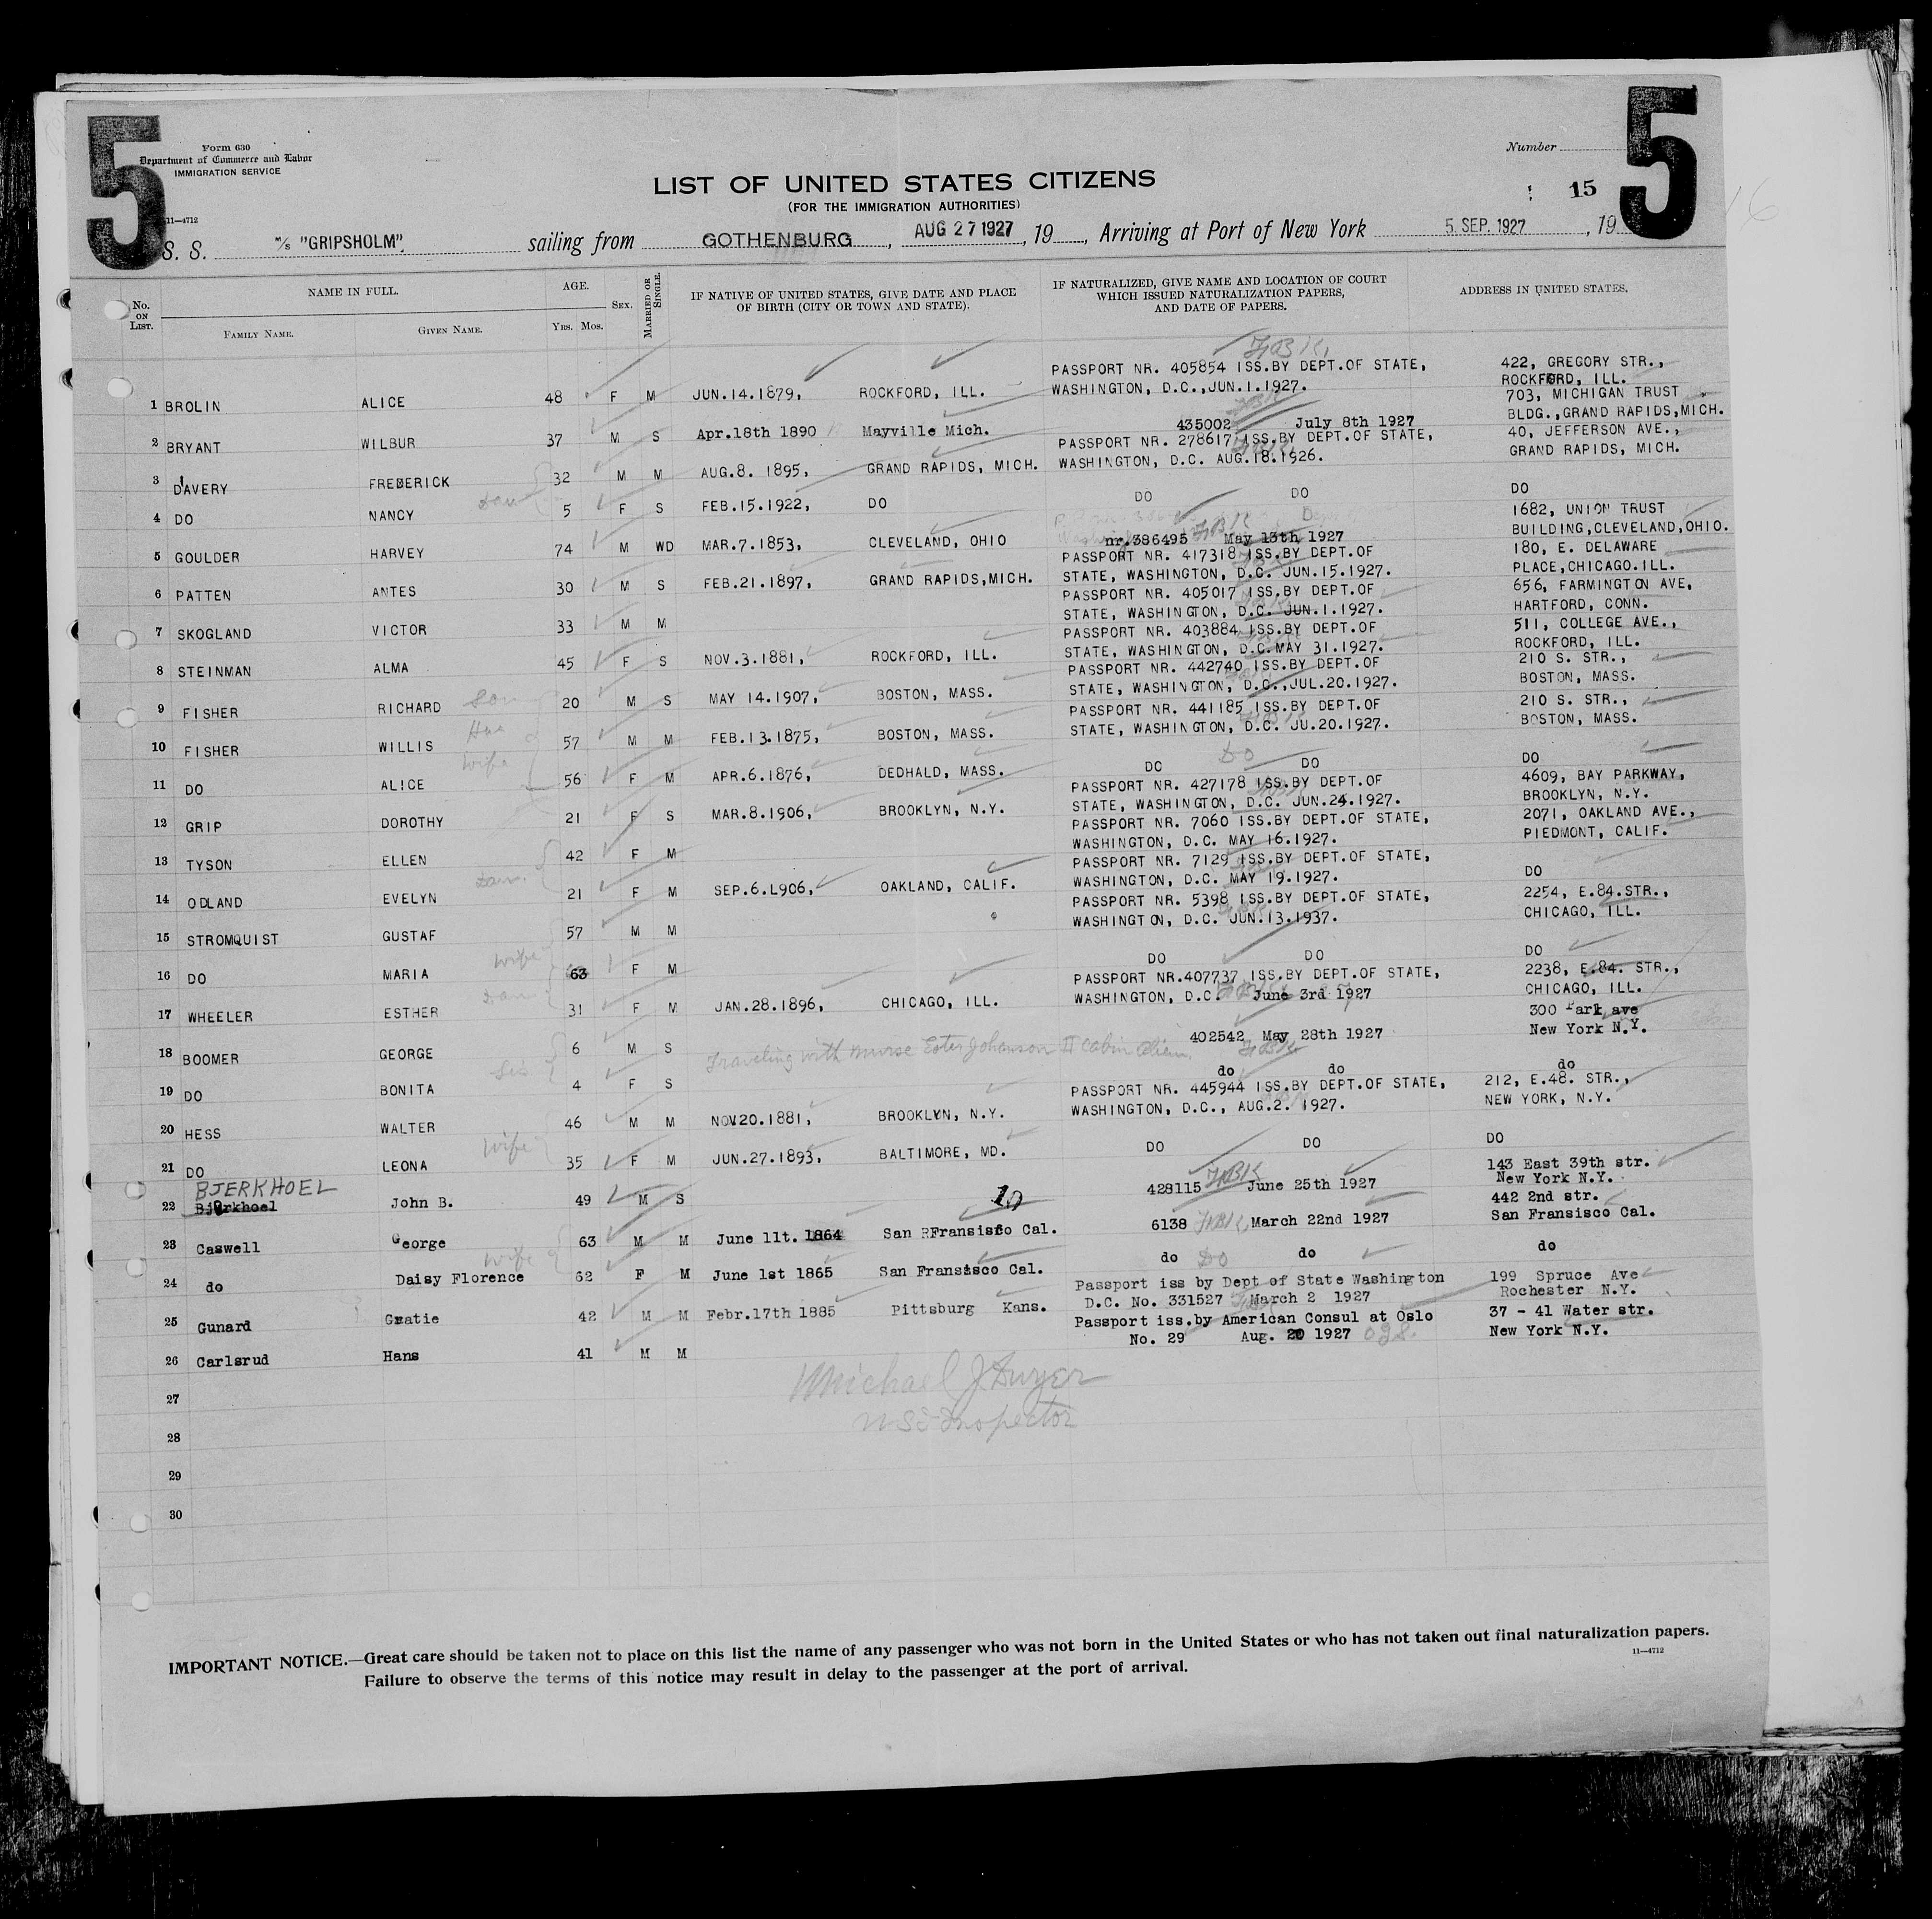 5
5
Form 630
Department of Commerce and Labor
IMMIGRATION SERVICE
11—4712
Number
15
16
LIST OF UNITED STATES CITIZENS
(FOR THE IMMIGRATION AUTHORITIES)
S. S. M/S "GRIPSHOLM", sailing from GOTHENBURG, AUG 27 1927, 19, Arriving at Port of New York 5. SEP. 1927, 19
No. ON LIST.
NAME IN FULL.
FAMILY NAME.
GIVEN NAME.
AGE.
YRS. MOS.
SEX.
MARRIED OR SINGLE.
IF NATIVE OF UNITED STATES, GIVE DATE AND PLACE OF BIRTH (CITY OR TOWN AND STATE).
IF NATURALIZED, GIVE NAME AND LOCATION OF COURT WHICH ISSUED NATURALIZATION PAPERS, AND DATE OF PAPERS.
ADDRESS IN UNITED STATES.
1 BROLIN ALICE 48 F M JUN.14.1879, ROCKFORD, ILL. PASSPORT NR. 405854 ISS.BY DEPT.OF STATE, WASHINGTON, D.C.,JUN.1.1927. 422, GREGORY STR., ROCKFORD, ILL.
2 BRYANT WILBUR 37 M S Apr.18th 1890 Mayville Mich. 435002 July 8th 1927 703, MICHIGAN TRUST BLDG.,GRAND RAPIDS,MICH.
3 D'AVERY FREDERICK 32 M M AUG.8. 1895, GRAND RAPIDS, MICH. PASSPORT NR. 278617 ISS.BY DEPT.OF STATE, WASHINGTON, D.C. AUG.18.1926. 40, JEFFERSON AVE., GRAND RAPIDS, MICH.
4 DO NANCY Dau 5 F S FEB.15.1922, DO DO DO DO
5 GOULDER HARVEY 74 M WD MAR.7.1853, CLEVELAND, OHIO nr.386495 May 13th 1927 1682, UNION TRUST BUILDING,CLEVELAND,OHIO.
6 PATTEN ANTES 30 M S FEB.21.1897, GRAND RAPIDS,MICH. PASSPORT NR. 417318 ISS.BY DEPT.OF STATE, WASHINGTON, D.C. JUN.15.1927. 180, E. DELAWARE PLACE,CHICAGO.ILL.
7 SKOGLAND VICTOR 33 M M PASSPORT NR. 405017 ISS.BY DEPT.OF STATE, WASHINGTON, D.C. JUN.1.1927. 656, FARMINGTON AVE, HARTFORD, CONN.
8 STEINMAN ALMA 45 F S NOV.3.1881, ROCKFORD, ILL. PASSPORT NR. 403884 ISS.BY DEPT.OF STATE, WASHINGTON, D.C.MAY 31.1927. 511, COLLEGE AVE., ROCKFORD, ILL.
9 FISHER RICHARD Son 20 M S MAY 14.1907, BOSTON, MASS. PASSPORT NR. 442740 ISS.BY DEPT.OF STATE, WASHINGTON, D.C.,JUL.20.1927. 210 S. STR., BOSTON, MASS.
10 FISHER WILLIS Hus 57 M M FEB.13.1875, BOSTON, MASS. PASSPORT NR. 441185 ISS.BY DEPT.OF STATE, WASHINGTON, D.C. JU.20.1927. 210 S. STR., BOSTON, MASS.
11 DO ALICE Wife 56 F M APR.6.1876, DEDHALD, MASS. DO DO DO DO
12 GRIP DOROTHY 21 F S MAR.8.1906, BROOKLYN, N.Y. PASSPORT NR. 427178 ISS.BY DEPT.OF STATE, WASHINGTON, D.C. JUN.24.1927. 4609, BAY PARKWAY, BROOKLYN, N.Y.
13 TYSON ELLEN 42 F M PASSPORT NR. 7060 ISS.BY DEPT.OF STATE, WASHINGTON, D.C. MAY 16.1927. 2071, OAKLAND AVE., PIEDMONT, CALIF.
14 ODLAND EVELYN Dau. 21 F M SEP.6.L906, OAKLAND, CALIF. PASSPORT NR. 7129 ISS.BY DEPT.OF STATE, WASHINGTON, D.C. MAY 19.1927. DO
15 STROMQUIST GUSTAF 57 M M PASSPORT NR. 5398 ISS.BY DEPT.OF STATE, WASHINGTON, D.C. JUN.13.1937. 2254, E.84.STR., CHICAGO, ILL.
16 DO MARIA Wife 63 F M DO DO DO
17 WHEELER ESTHER Dau 31 F M JAN.28.1896, CHICAGO, ILL. PASSPORT NR.407737 ISS.BY DEPT.OF STATE, WASHINGTON, D.C. June 3rd 1927 2238, E.84. STR., CHICAGO, ILL.
18 BOOMER GEORGE 6 M S Traveling with nurse Ester Johanson II Cabin Alien. 402542 May 28th 1927 300 Park ave New York N.Y.
19 DO BONITA Sis 4 F S do do do
20 HESS WALTER 46 M M NOV20.1881, BROOKLYN, N.Y. PASSPORT NR. 445944 ISS.BY DEPT.OF STATE, WASHINGTON, D.C., AUG.2. 1927. 212, E.48. STR., NEW YORK, N.Y.
21 DO LEONA Wife 35 F M JUN.27.1893, BALTIMORE, MD. DO DO DO
BJERKHOEL
22 Bjerkhoel John B. 49 M S 10 428115 June 25th 1927 143 East 39th str. New York N.Y.
23 Caswell George 63 M M June 11t. 1864 San Fransisco Cal. 6138 March 22nd 1927 442 2nd str. San Fransisco Cal.
24 do Daisy Florence Wife 62 F M June 1st 1865 San Fransisco Cal. do DO do do
25 Gunard Gratie 42 M M Febr.17th 1885 Pittsburg Kans. Passport iss by Dept of State Washington D.C. No. 331527 March 2 1927 199 Spruce Ave Rochester N.Y.
26 Carlsrud Hans 41 M M Passport iss.by American Consul at Oslo No. 29 Aug. 20 1927 37 - 41 Water str. New York N.Y.
Michael J Dwyer
US Inspector
27
28
29
30
IMPORTANT NOTICE.—Great care should be taken not to place on this list the name of any passenger who was not born in the United States or who has not taken out final naturalization papers.
Failure to observe the terms of this notice may result in delay to the passenger at the port of arrival.
11—4712